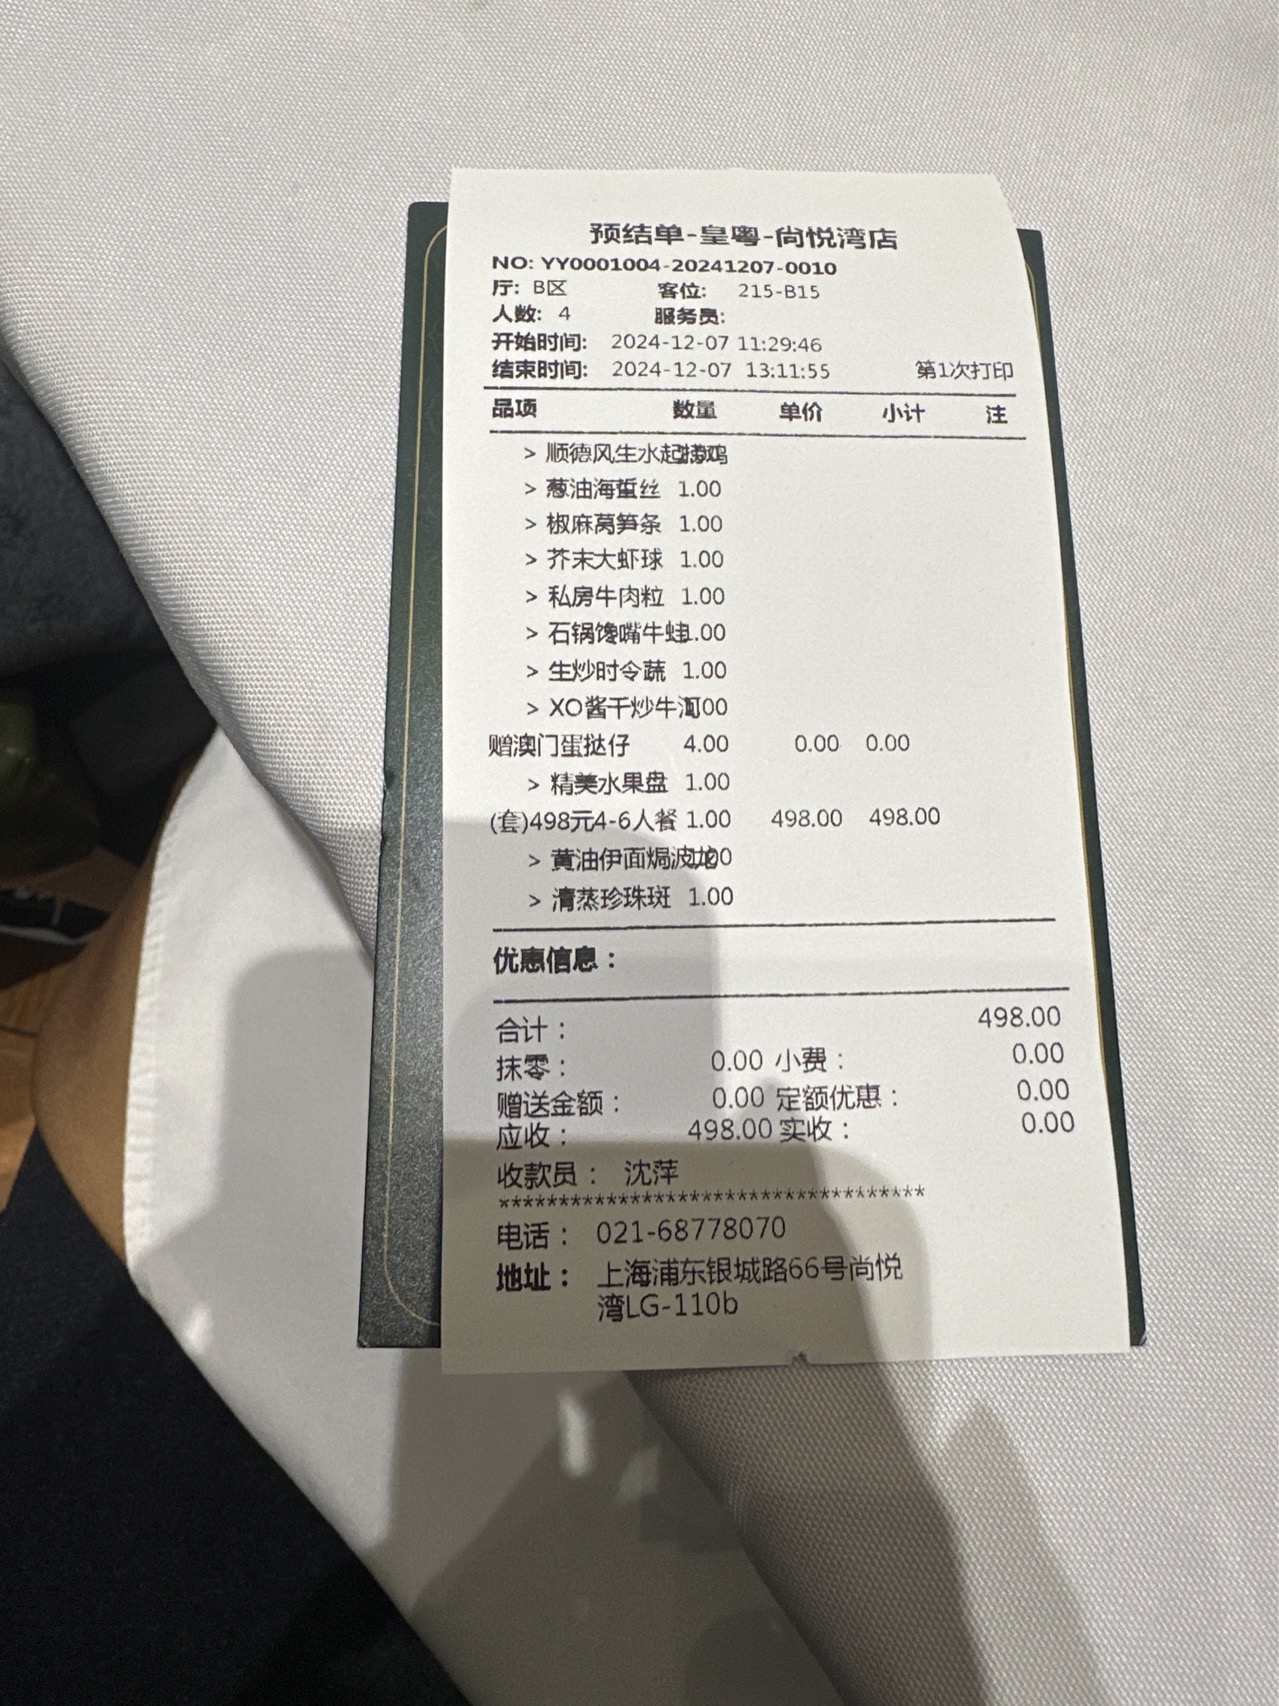 预结单-皇粤-尚悦湾店
NO: YY0001004-20241207-0010
厅: B区 客位: 215-B15
人数: 4 服务员:
开始时间: 2024-12-07 11:29:46
结束时间: 2024-12-07 13:11:55 第1次打印
品项 数量 单价 小计 注
> 顺德风生水起捞鸡
> 葱油海蜇丝 1.00
> 椒麻莴笋条 1.00
> 芥末大虾球 1.00
> 私房牛肉粒 1.00
> 石锅馋嘴牛蛙1.00
> 生炒时令蔬 1.00
> XO酱干炒牛河1.00
赠澳门蛋挞仔 4.00 0.00 0.00
> 精美水果盘 1.00
(套)498元4-6人餐 1.00 498.00 498.00
> 黄油伊面焗波龙1.00
> 清蒸珍珠斑 1.00
优惠信息：
合计： 498.00
抹零： 0.00 小费： 0.00
赠送金额： 0.00 定额优惠： 0.00
应收： 498.00 实收： 0.00
收款员： 沈萍
************************************
电话： 021-68778070
地址： 上海浦东银城路66号尚悦
湾LG-110b